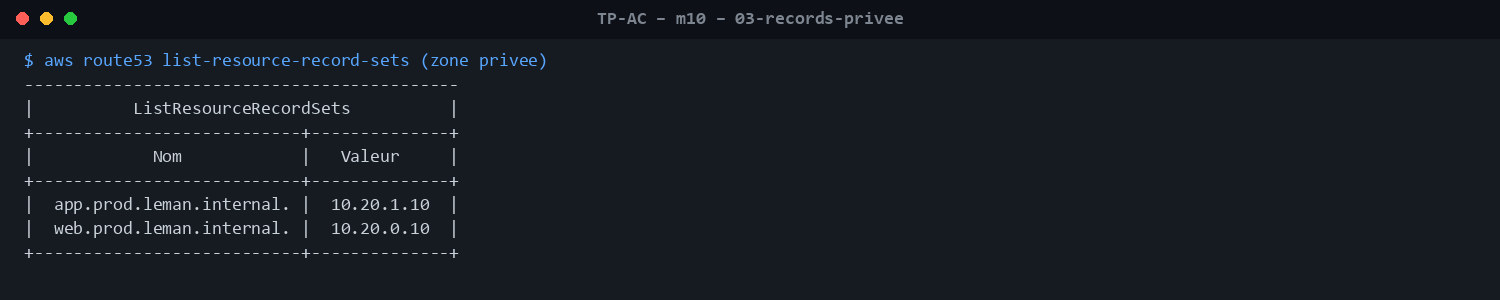 TP-AC – m10 – 03-records-privee
$ aws route53 list-resource-record-sets (zone privee)
--------------------------------------------
|          ListResourceRecordSets          |
+---------------------------+--------------+
|            Nom            |   Valeur     |
+---------------------------+--------------+
|  app.prod.leman.internal. |  10.20.1.10  |
|  web.prod.leman.internal. |  10.20.0.10  |
+---------------------------+--------------+